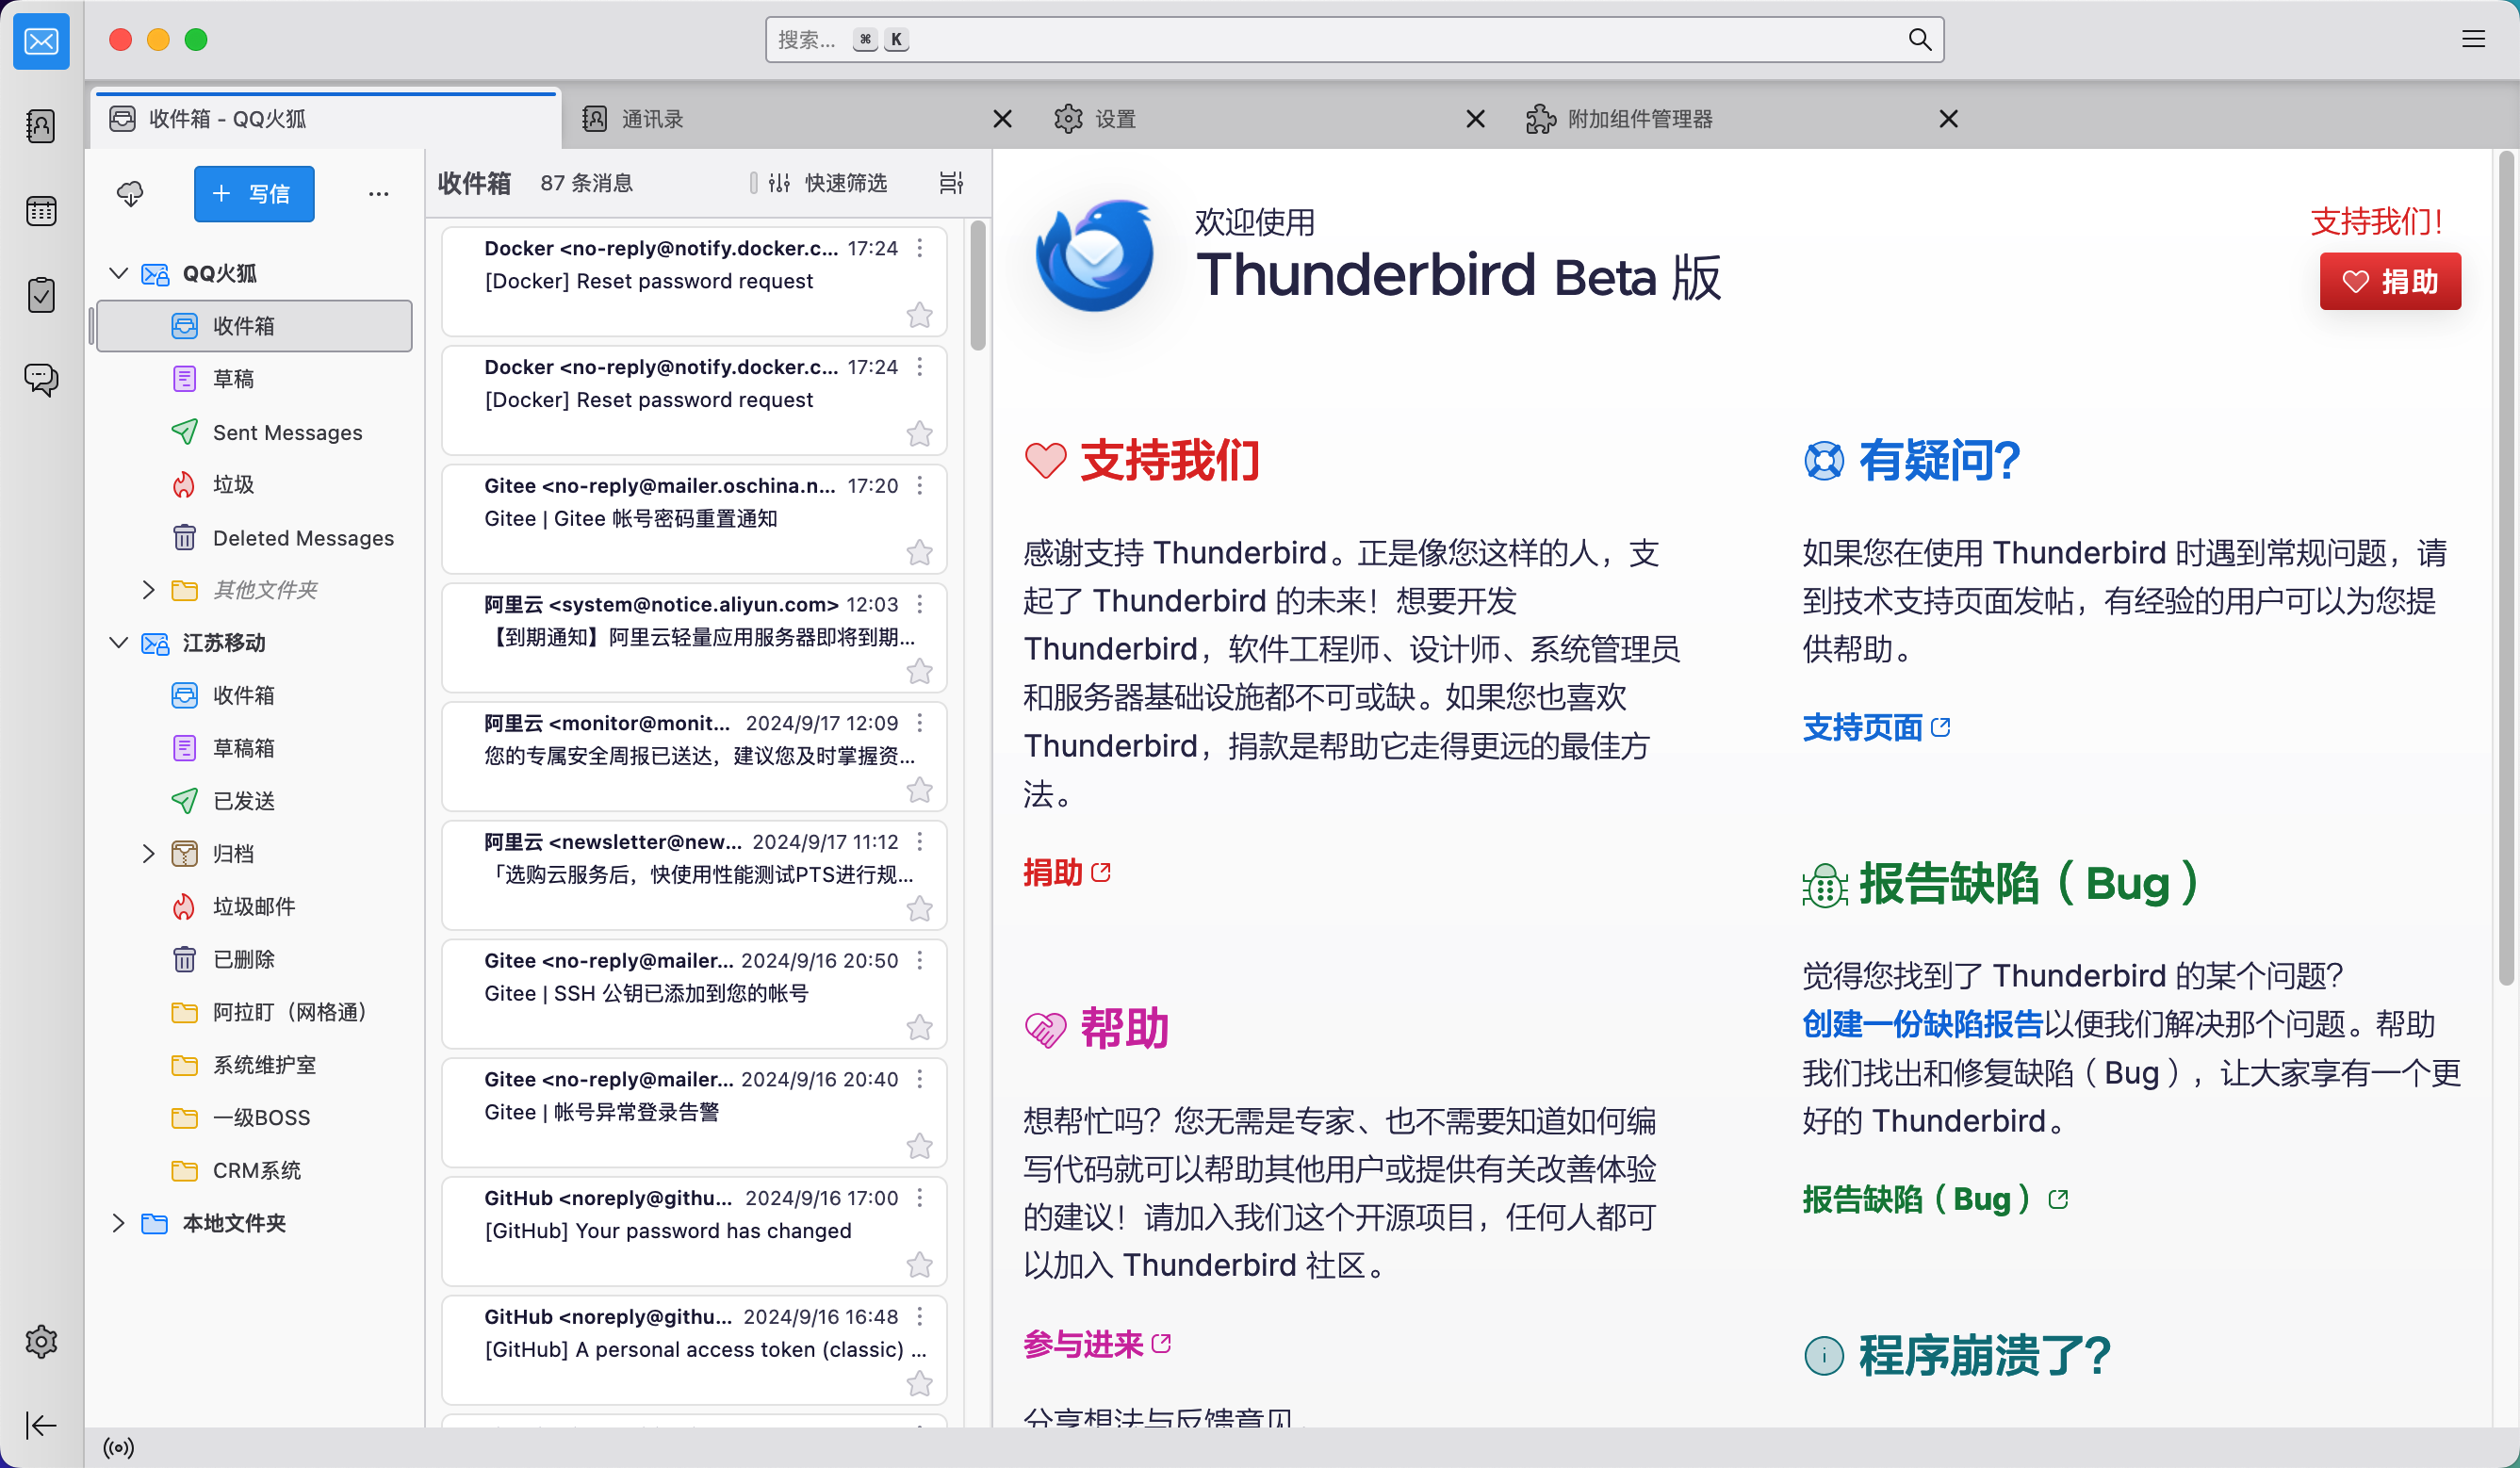 搜索... ⌘ K
收件箱 - QQ火狐
通讯录
设置
附加组件管理器
写信
QQ火狐
收件箱
草稿
Sent Messages
垃圾
Deleted Messages
其他文件夹
江苏移动
收件箱
草稿箱
已发送
归档
垃圾邮件
已删除
阿拉盯（网格通）
系统维护室
一级BOSS
CRM系统
本地文件夹
收件箱 87 条消息 快速筛选
Docker <no-reply@notify.docker.c... 17:24
[Docker] Reset password request
Docker <no-reply@notify.docker.c... 17:24
[Docker] Reset password request
Gitee <no-reply@mailer.oschina.n... 17:20
Gitee | Gitee 帐号密码重置通知
阿里云 <system@notice.aliyun.com> 12:03
【到期通知】阿里云轻量应用服务器即将到期...
阿里云 <monitor@monit... 2024/9/17 12:09
您的专属安全周报已送达，建议您及时掌握资...
阿里云 <newsletter@new... 2024/9/17 11:12
「选购云服务后，快使用性能测试PTS进行规...
Gitee <no-reply@mailer... 2024/9/16 20:50
Gitee | SSH 公钥已添加到您的帐号
Gitee <no-reply@mailer... 2024/9/16 20:40
Gitee | 帐号异常登录告警
GitHub <noreply@githu... 2024/9/16 17:00
[GitHub] Your password has changed
GitHub <noreply@githu... 2024/9/16 16:48
[GitHub] A personal access token (classic) ...
欢迎使用
Thunderbird Beta 版
支持我们！
捐助
支持我们
感谢支持 Thunderbird。正是像您这样的人，支
起了 Thunderbird 的未来！想要开发
Thunderbird，软件工程师、设计师、系统管理员
和服务器基础设施都不可或缺。如果您也喜欢
Thunderbird，捐款是帮助它走得更远的最佳方
法。
捐助
帮助
想帮忙吗？您无需是专家、也不需要知道如何编
写代码就可以帮助其他用户或提供有关改善体验
的建议！请加入我们这个开源项目，任何人都可
以加入 Thunderbird 社区。
参与进来
分享想法与反馈意见。
有疑问？
如果您在使用 Thunderbird 时遇到常规问题，请
到技术支持页面发帖，有经验的用户可以为您提
供帮助。
支持页面
报告缺陷（Bug）
觉得您找到了 Thunderbird 的某个问题？
创建一份缺陷报告以便我们解决那个问题。帮助
我们找出和修复缺陷（Bug），让大家享有一个更
好的 Thunderbird。
报告缺陷（Bug）
程序崩溃了？